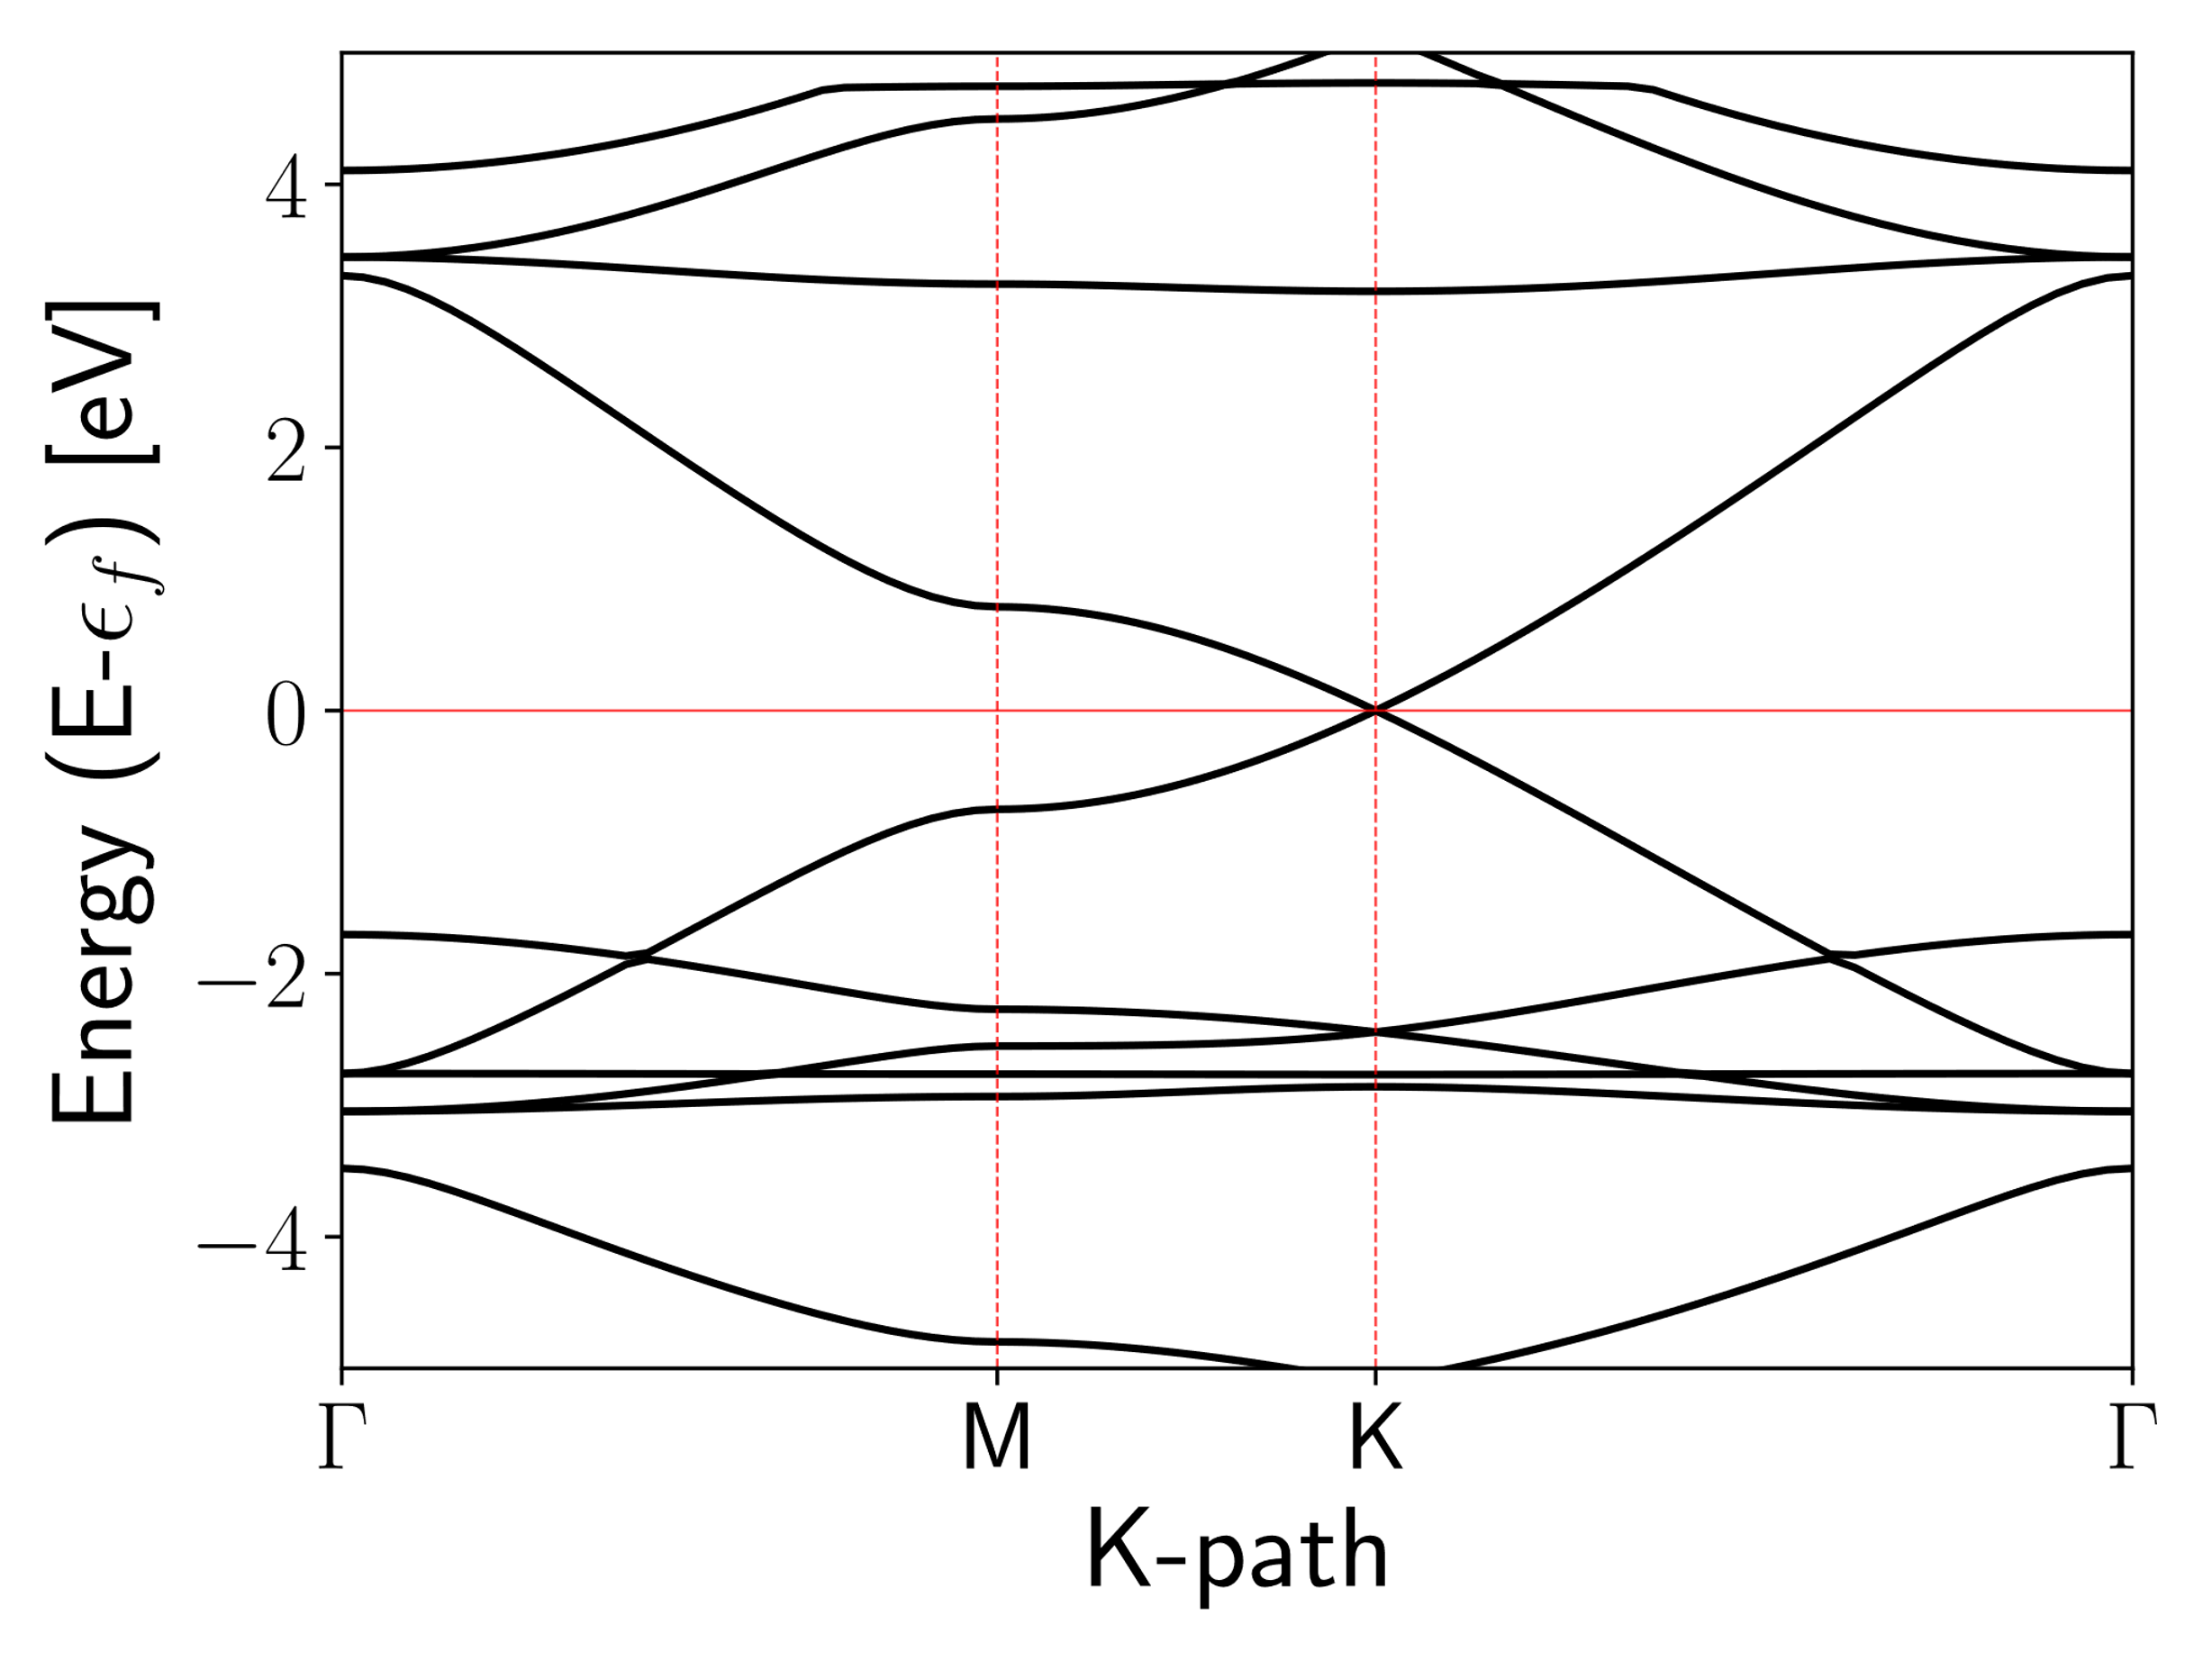 Energy (E-ϵ_f) [eV]
4
2
0
−2
−4
Γ M K Γ
K-path